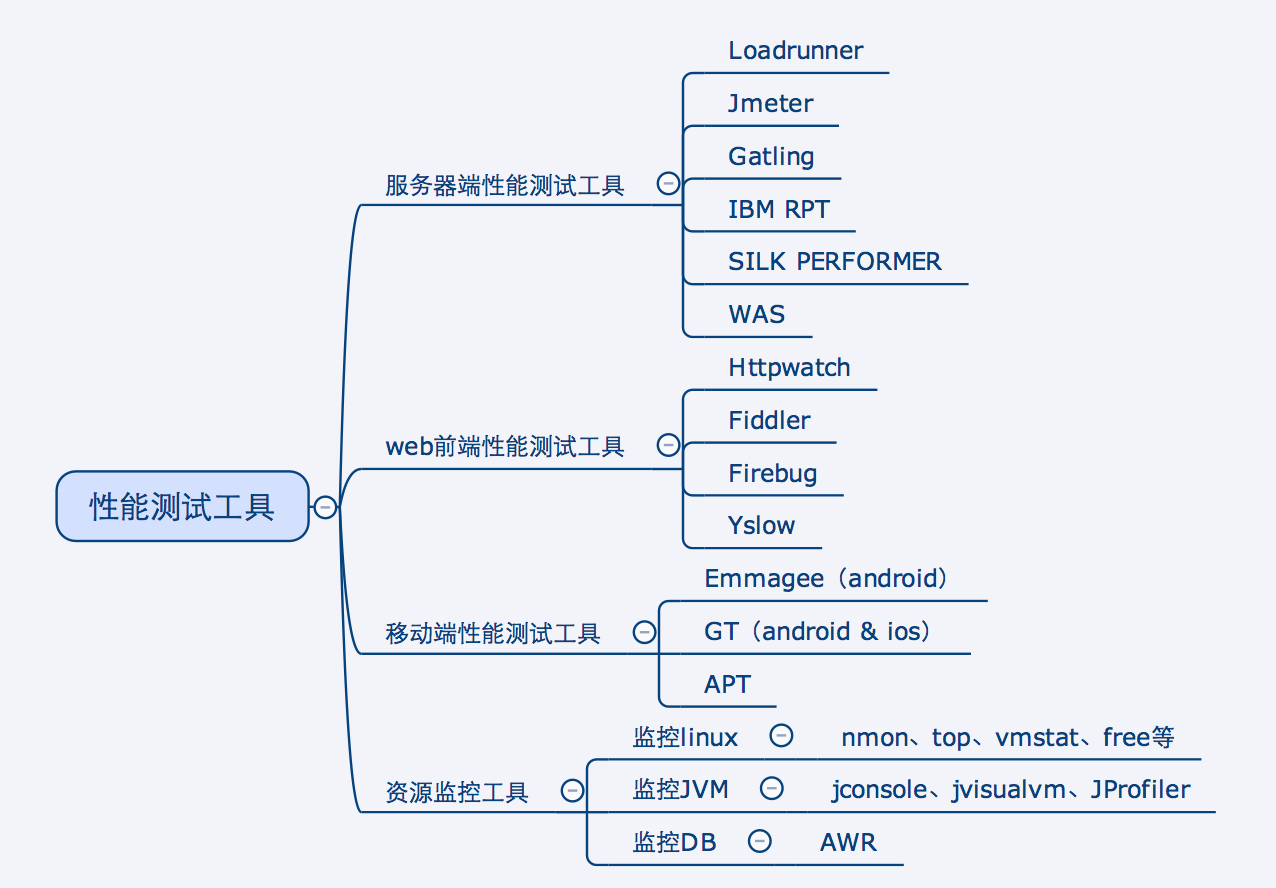 性能测试工具
服务器端性能测试工具
Loadrunner
Jmeter
Gatling
IBM RPT
SILK PERFORMER
WAS
web前端性能测试工具
Httpwatch
Fiddler
Firebug
Yslow
移动端性能测试工具
Emmagee（android）
GT（android & ios）
APT
资源监控工具
监控linux
nmon、top、vmstat、free等
监控JVM
jconsole、jvisualvm、JProfiler
监控DB
AWR